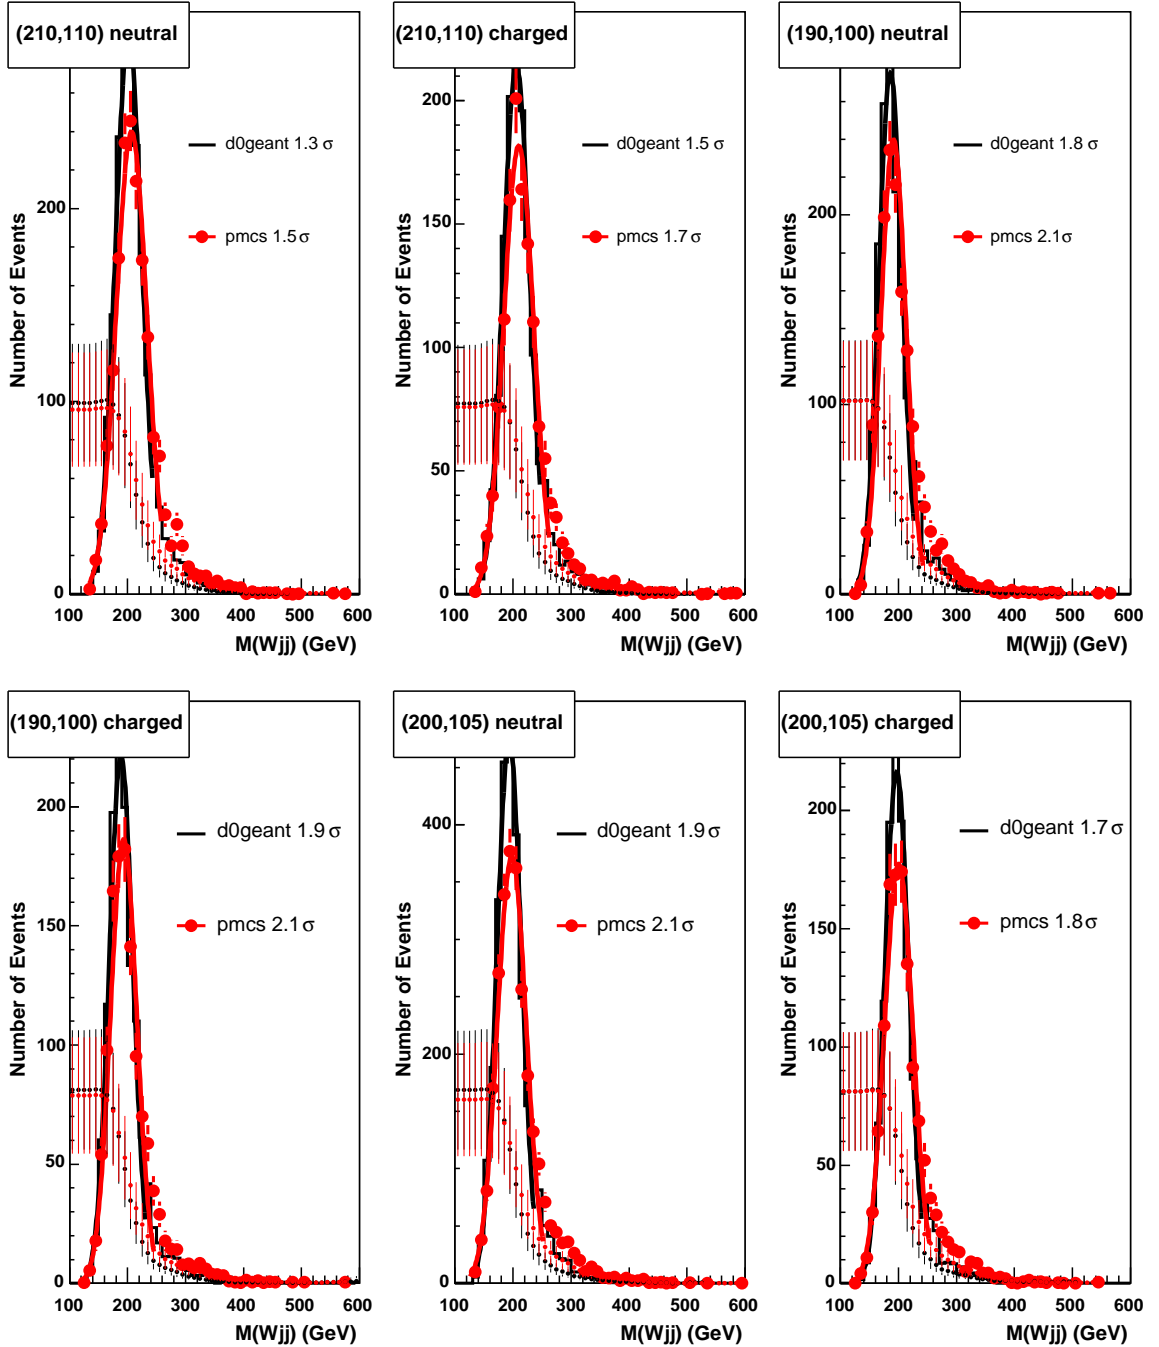 (210,110) neutral
d0geant 1.3 σ
pmcs 1.5 σ
Number of Events
0
100
200
100 200 300 400 500 600
M(Wjj) (GeV)
(210,110) charged
d0geant 1.5 σ
pmcs 1.7 σ
Number of Events
0
50
100
150
200
100 200 300 400 500 600
M(Wjj) (GeV)
(190,100) neutral
d0geant 1.8 σ
pmcs 2.1 σ
Number of Events
0
100
200
100 200 300 400 500 600
M(Wjj) (GeV)
(190,100) charged
d0geant 1.9 σ
pmcs 2.1 σ
Number of Events
0
50
100
150
200
100 200 300 400 500 600
M(Wjj) (GeV)
(200,105) neutral
d0geant 1.9 σ
pmcs 2.1 σ
Number of Events
0
200
400
100 200 300 400 500 600
M(Wjj) (GeV)
(200,105) charged
d0geant 1.7 σ
pmcs 1.8 σ
Number of Events
0
50
100
150
200
100 200 300 400 500 600
M(Wjj) (GeV)